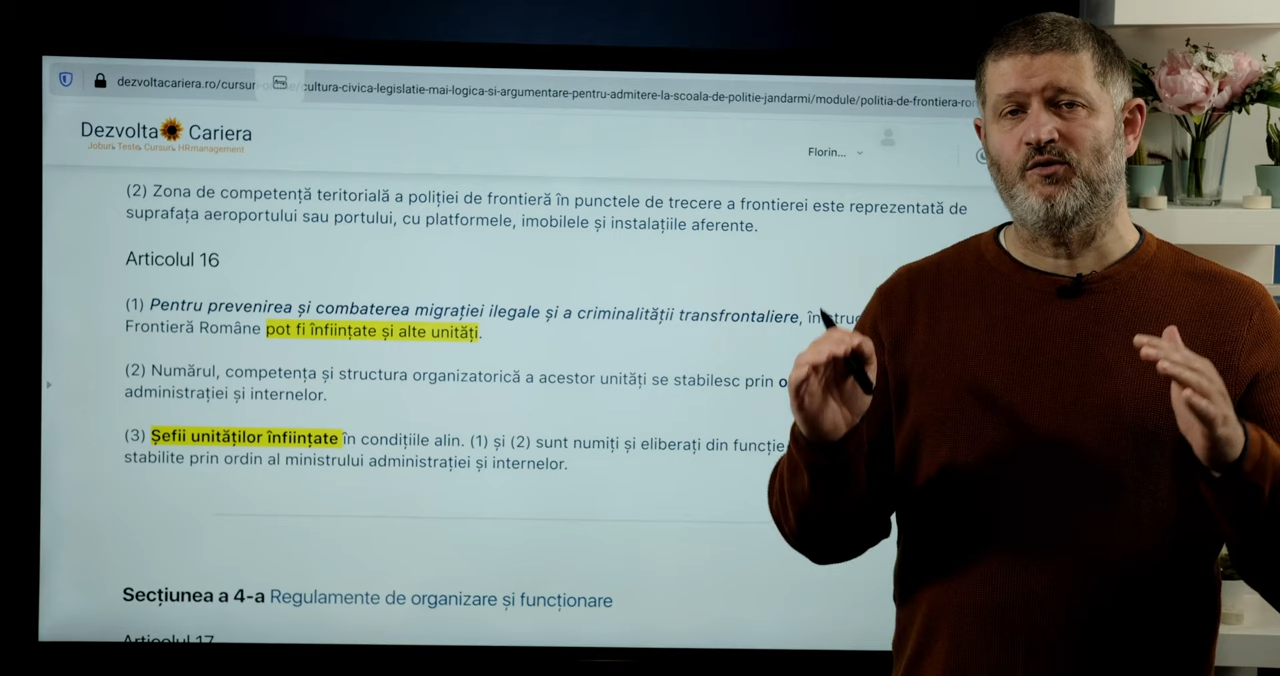 dezvoltacariera.ro/cursur
cultura-civica-legislatie-mai-logica-si-argumentare-pentru-admitere-la-scoala-de-politie-jandarmi/module/politia-de-frontiera-ror
Dezvolta Cariera
Joburi, Teste, Cursuri, HRmanagement
Florin...
(2) Zona de competență teritorială a poliției de frontieră în punctele de trecere a frontierei este reprezentată de
suprafața aeroportului sau portului, cu platformele, imobilele și instalațiile aferente.
Articolul 16
(1) Pentru prevenirea și combaterea migrației ilegale și a criminalității transfrontaliere, în struc
Frontieră Române pot fi înființate și alte unități.
(2) Numărul, competența și structura organizatorică a acestor unități se stabilesc prin o
administrației și internelor.
(3) Șefii unităților înființate în condițiile alin. (1) și (2) sunt numiți și eliberați din funcție
stabilite prin ordin al ministrului administrației și internelor.
Secțiunea a 4-a Regulamente de organizare și funcționare
Articolul 17